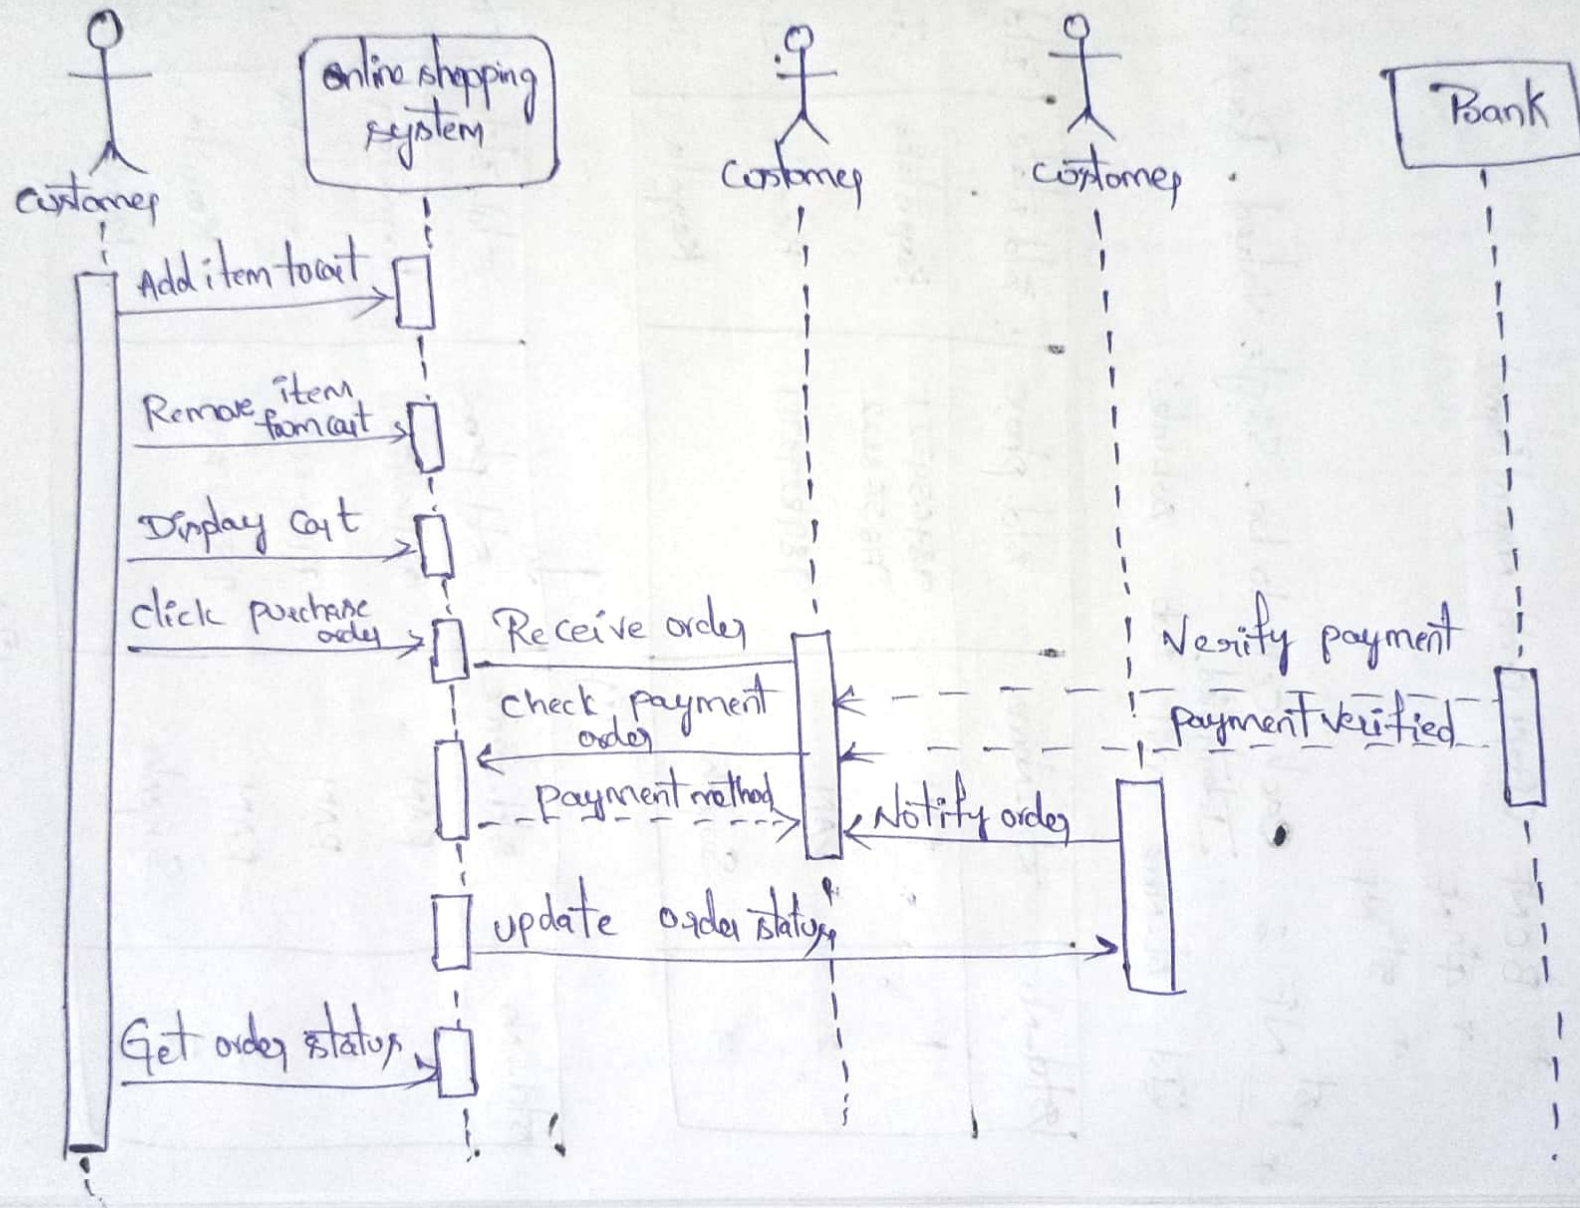 online shopping
system
Bank
customer
customer
customer
Add item to cart
Remove item
from cart
Display cart
click purchase
order
Receive order
Verify payment
check payment
order
payment verified
payment method
Notify order
update order status
Get order status